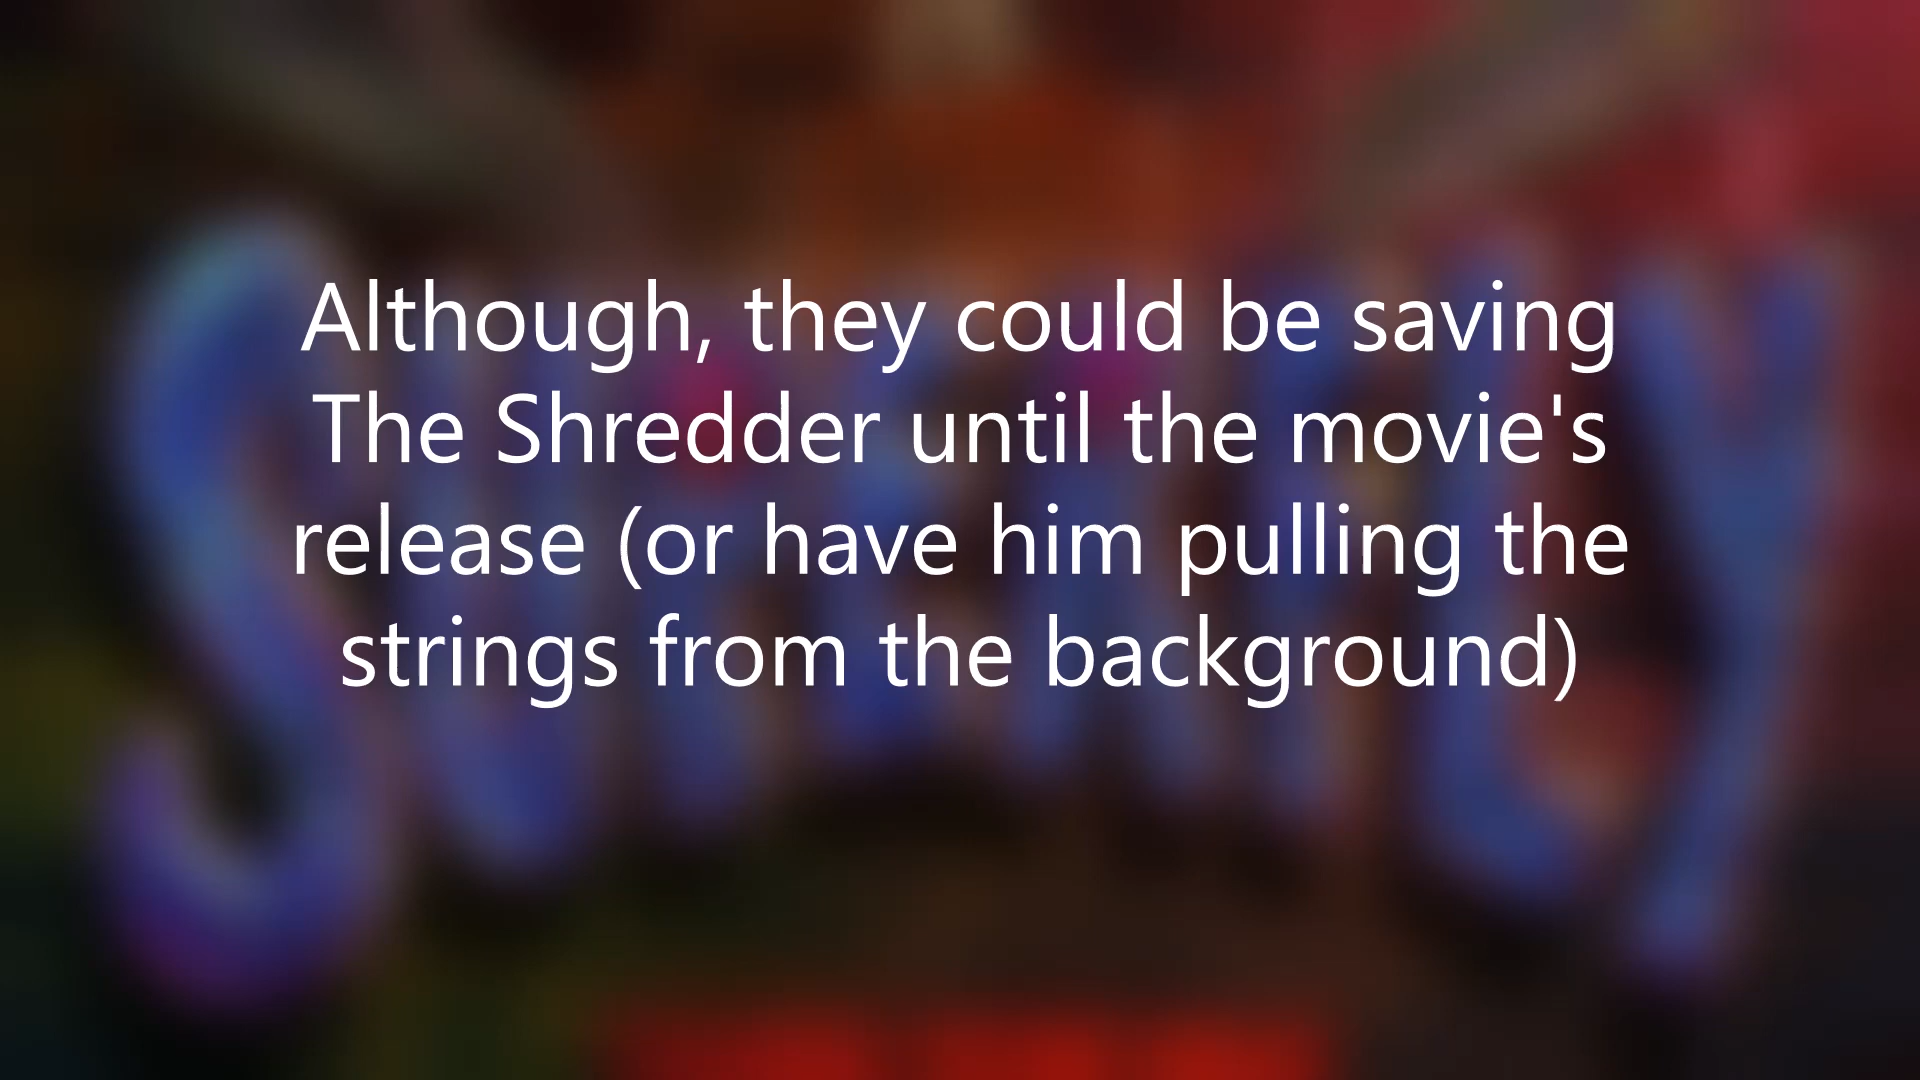 Although, they could be saving
The Shredder until the movie's
release (or have him pulling the
strings from the background)